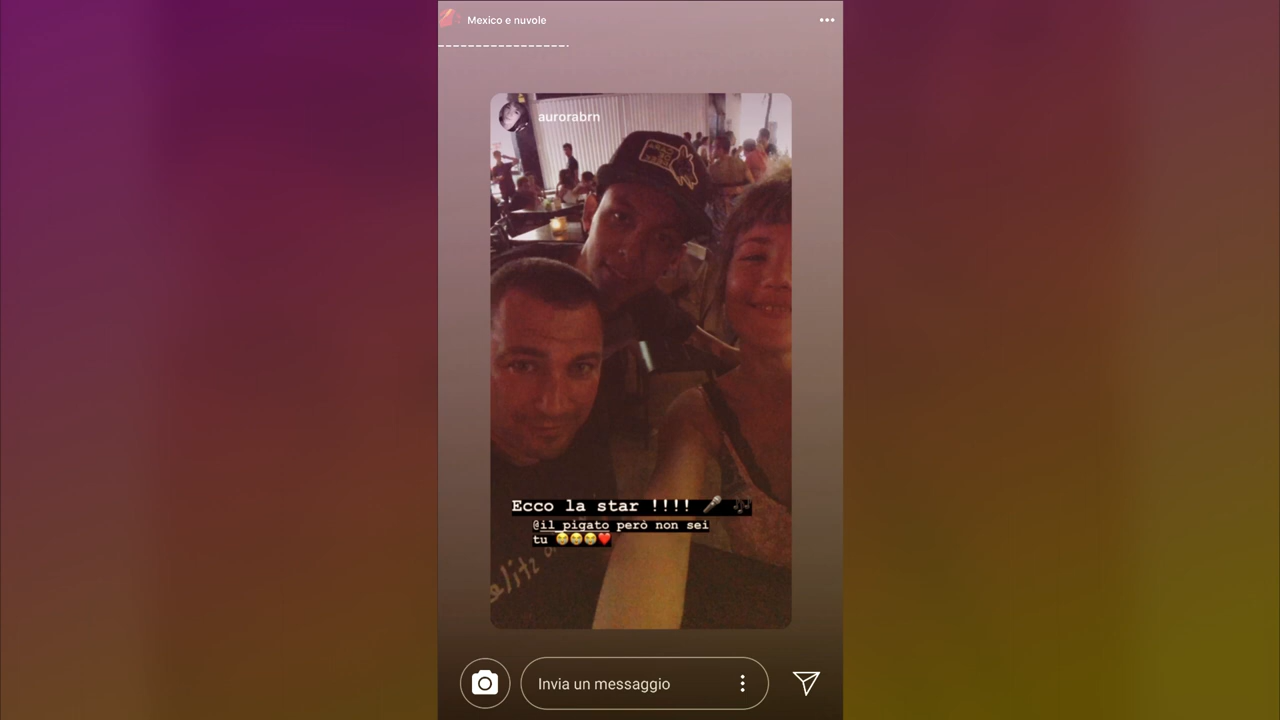 Mexico e nuvole
aurorabrn
Ecco la star !!!! 🎤 🎶
@il_pigato però non sei
tu 😭😭😭❤️
Invia un messaggio